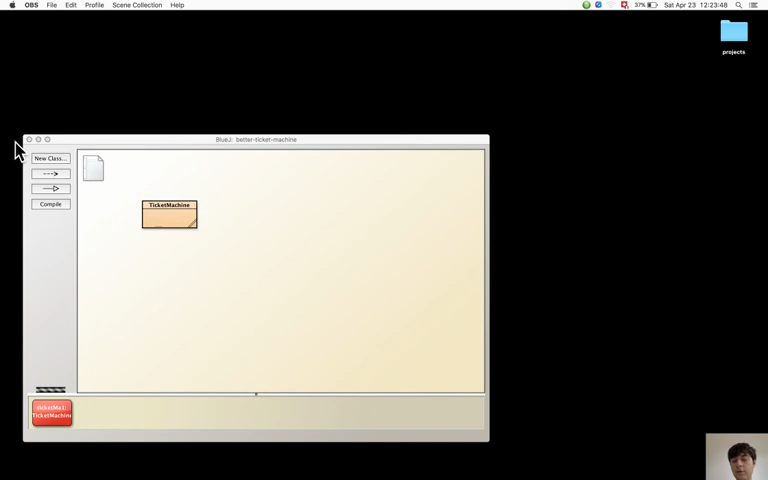 OBS File Edit Profile Scene Collection Help 37% Sat Apr 23 12:23:48
projects
BlueJ: better-ticket-machine
New Class...
TicketMachine
Compile
ticketMa1:
TicketMachine